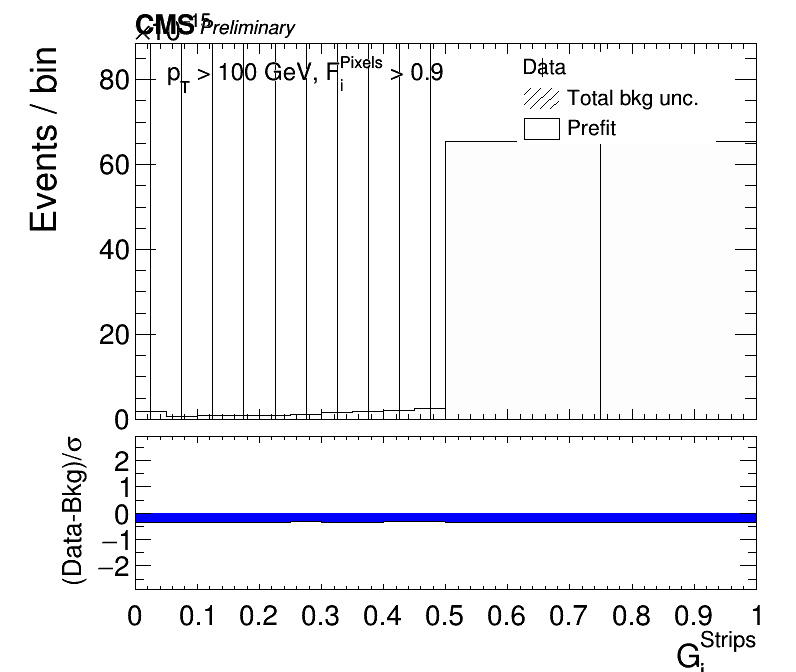 CMS Preliminary
×10^15
p_T > 100 GeV, F_i^Pixels > 0.9
Data
Total bkg unc.
Prefit
Events / bin
80
60
40
20
0
(Data-Bkg)/σ
2
1
0
−1
−2
0 0.1 0.2 0.3 0.4 0.5 0.6 0.7 0.8 0.9 1
G_i^Strips